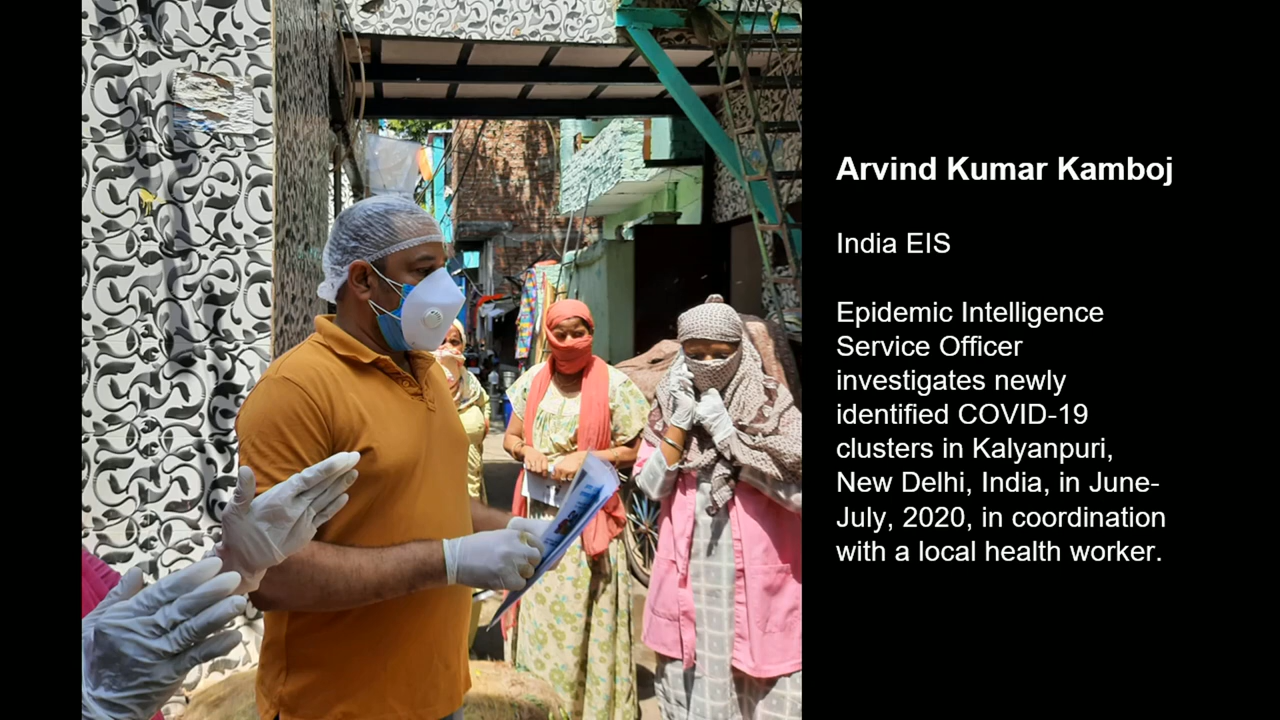 Arvind Kumar Kamboj
India EIS
Epidemic Intelligence
Service Officer
investigates newly
identified COVID-19
clusters in Kalyanpuri,
New Delhi, India, in June-
July, 2020, in coordination
with a local health worker.